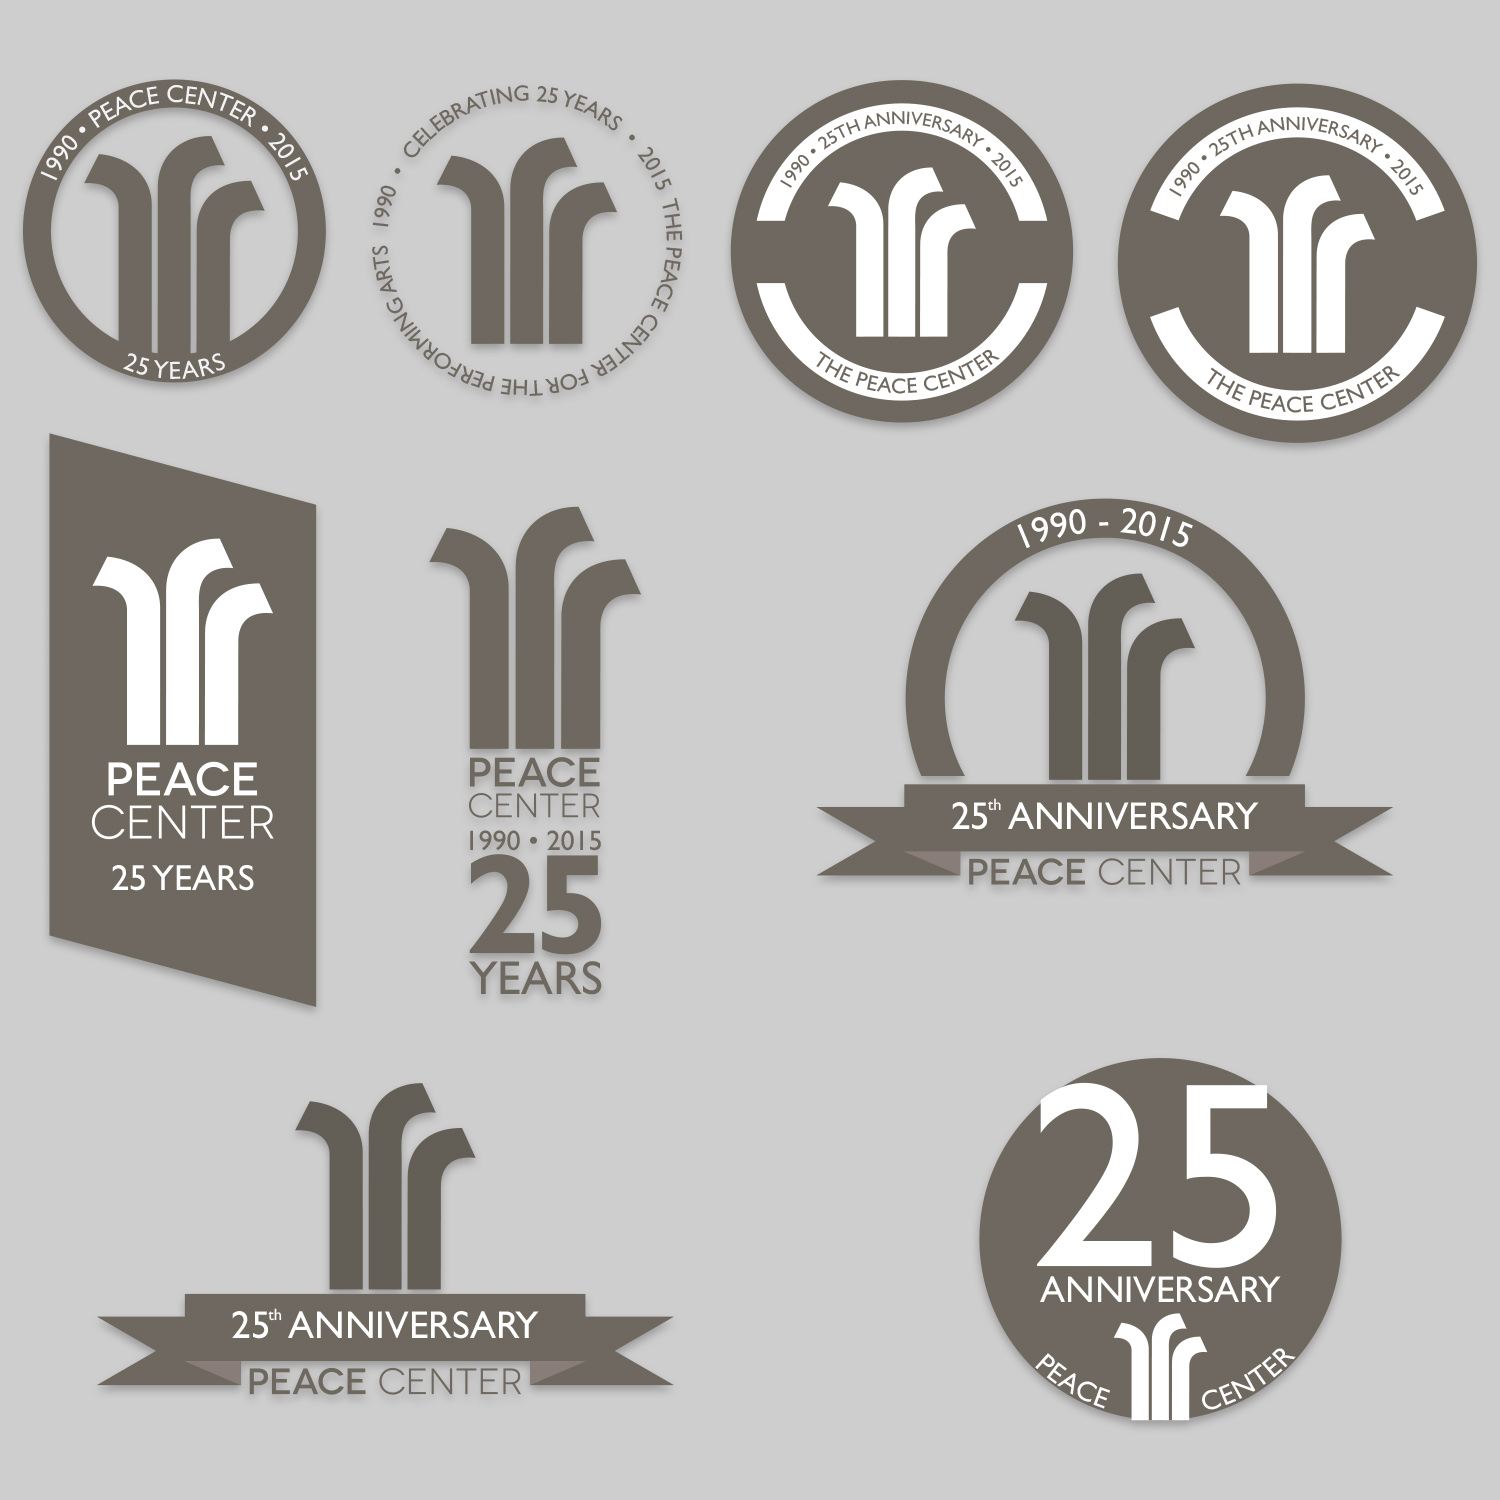 1990 • PEACE CENTER • 2015
25 YEARS
1990 • CELEBRATING 25 YEARS • 2015 THE PEACE CENTER FOR THE PERFORMING ARTS
1990 • 25TH ANNIVERSARY • 2015
THE PEACE CENTER
1990 • 25TH ANNIVERSARY • 2015
THE PEACE CENTER
PEACE
CENTER
25 YEARS
PEACE
CENTER
1990 • 2015
25
YEARS
1990 - 2015
25th ANNIVERSARY
PEACE CENTER
25th ANNIVERSARY
PEACE CENTER
25
ANNIVERSARY
PEACE CENTER